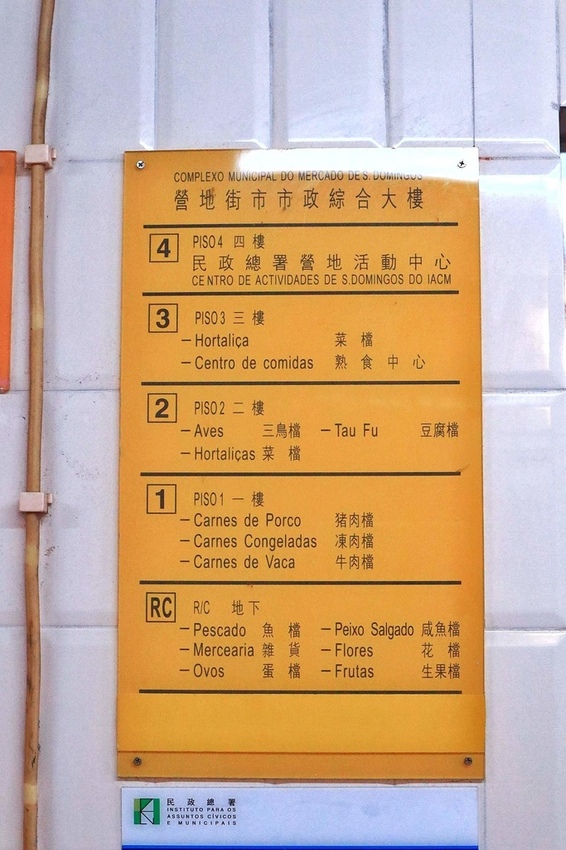 COMPLEXO MUNICIPAL DO MERCADO DE S. DOMINGOS
營地街市市政綜合大樓
4 PISO4 四樓
民政總署營地活動中心
CENTRO DE ACTIVIDADES DE S.DOMINGOS DO IACM
3 PISO3 三樓
－Hortaliça 菜檔
－Centro de comidas 熟食中心
2 PISO2 二樓
－Aves 三鳥檔 －Tau Fu 豆腐檔
－Hortaliças 菜檔
1 PISO1 一樓
－Carnes de Porco 猪肉檔
－Carnes Congeladas 凍肉檔
－Carnes de Vaca 牛肉檔
RC R/C 地下
－Pescado 魚檔 －Peixo Salgado 咸魚檔
－Mercearia 雜貨 －Flores 花檔
－Ovos 蛋檔 －Frutas 生果檔
民政總署
INSTITUTO PARA OS
ASSUNTOS CÍVICOS
E MUNICIPAIS